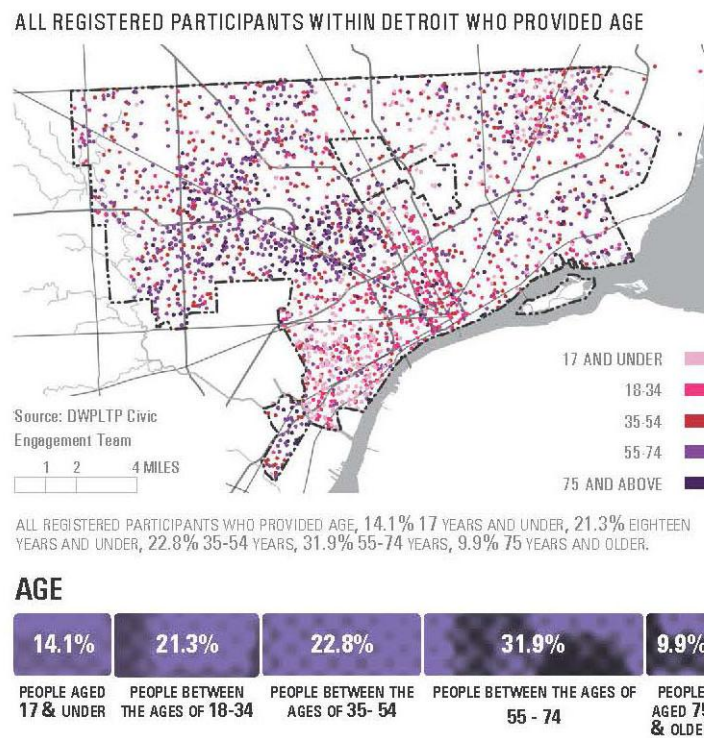 ALL REGISTERED PARTICIPANTS WITHIN DETROIT WHO PROVIDED AGE
17 AND UNDER
18-34
35-54
55-74
75 AND ABOVE
Source: DWPLTP Civic
Engagement Team
1 2 4 MILES
ALL REGISTERED PARTICIPANTS WHO PROVIDED AGE, 14.1% 17 YEARS AND UNDER, 21.3% EIGHTEEN
YEARS AND UNDER, 22.8% 35-54 YEARS, 31.9% 55-74 YEARS, 9.9% 75 YEARS AND OLDER.
AGE
14.1% 21.3% 22.8% 31.9% 9.9%
PEOPLE AGED
17 & UNDER
PEOPLE BETWEEN
THE AGES OF 18-34
PEOPLE BETWEEN THE
AGES OF 35- 54
PEOPLE BETWEEN THE AGES OF
55 - 74
PEOPLE
AGED 75
& OLDE